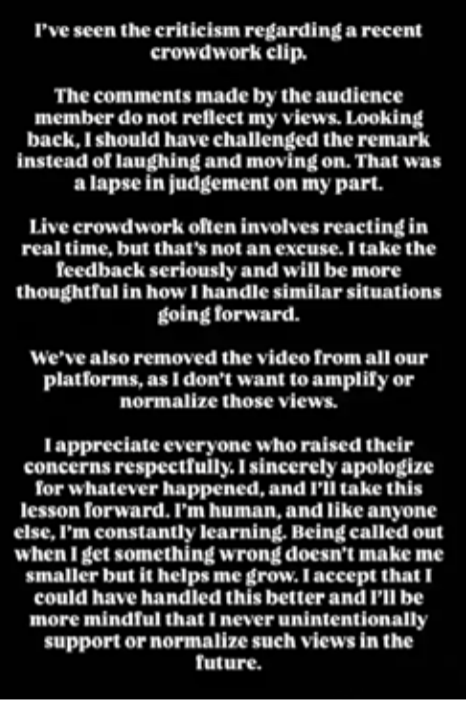 I've seen the criticism regarding a recent
crowdwork clip.
The comments made by the audience
member do not reflect my views. Looking
back, I should have challenged the remark
instead of laughing and moving on. That was
a lapse in judgement on my part.
Live crowdwork often involves reacting in
real time, but that's not an excuse. I take the
feedback seriously and will be more
thoughtful in how I handle similar situations
going forward.
We've also removed the video from all our
platforms, as I don't want to amplify or
normalize those views.
I appreciate everyone who raised their
concerns respectfully. I sincerely apologize
for whatever happened, and I'll take this
lesson forward. I'm human, and like anyone
else, I'm constantly learning. Being called out
when I get something wrong doesn't make me
smaller but it helps me grow. I accept that I
could have handled this better and I'll be
more mindful that I never unintentionally
support or normalize such views in the
future.